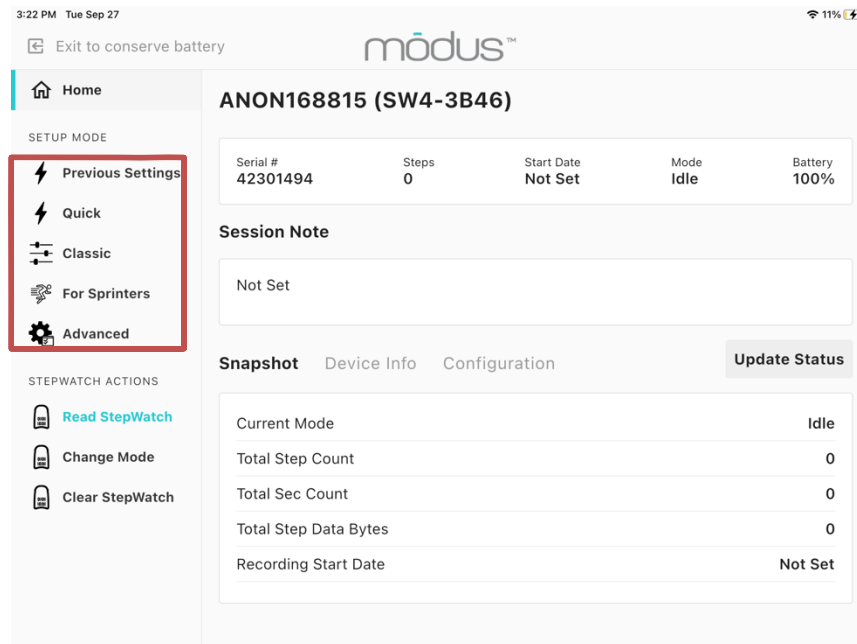 3:22 PM Tue Sep 27 11%
Exit to conserve battery
mōdus™
Home
SETUP MODE
Previous Settings
Quick
Classic
For Sprinters
Advanced
STEPWATCH ACTIONS
Read StepWatch
Change Mode
Clear StepWatch
ANON168815 (SW4-3B46)
Serial # Steps Start Date Mode Battery
42301494 0 Not Set Idle 100%
Session Note
Not Set
Snapshot Device Info Configuration Update Status
Current Mode Idle
Total Step Count 0
Total Sec Count 0
Total Step Data Bytes 0
Recording Start Date Not Set